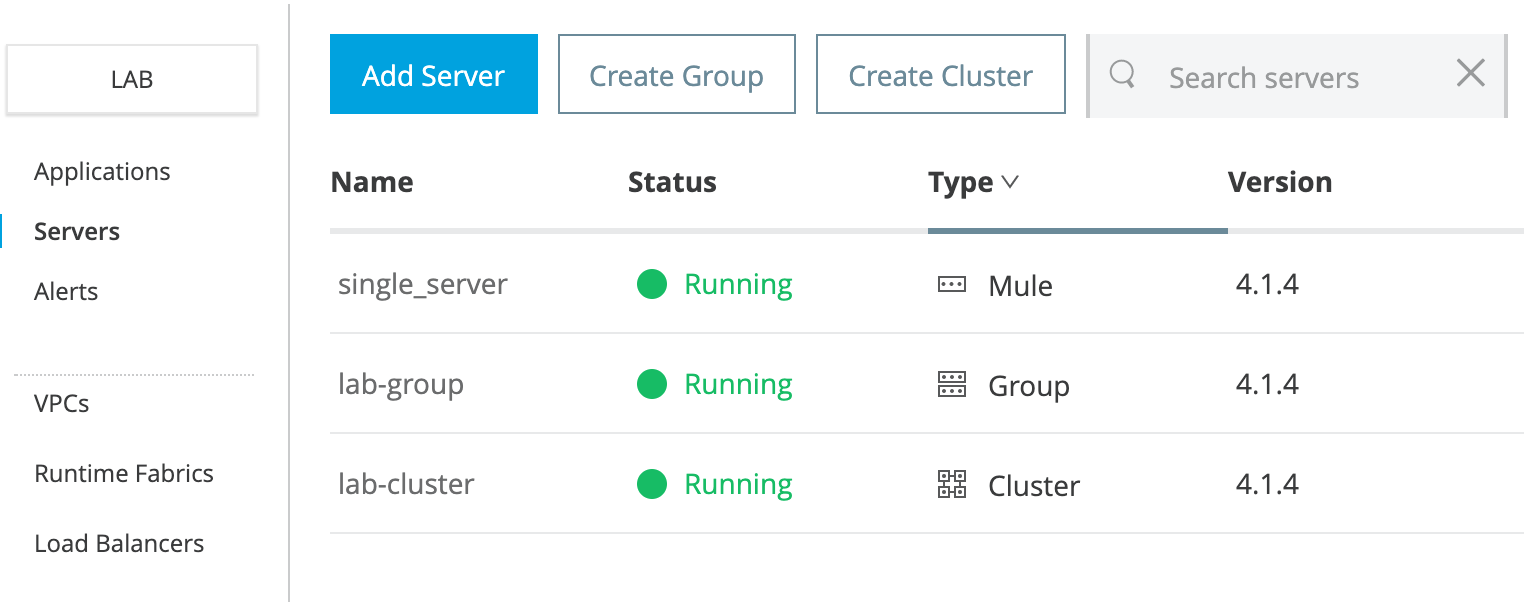 LAB
Applications
Servers
Alerts
VPCs
Runtime Fabrics
Load Balancers
Add Server Create Group Create Cluster Search servers
Name Status Type Version
single_server Running Mule 4.1.4
lab-group Running Group 4.1.4
lab-cluster Running Cluster 4.1.4